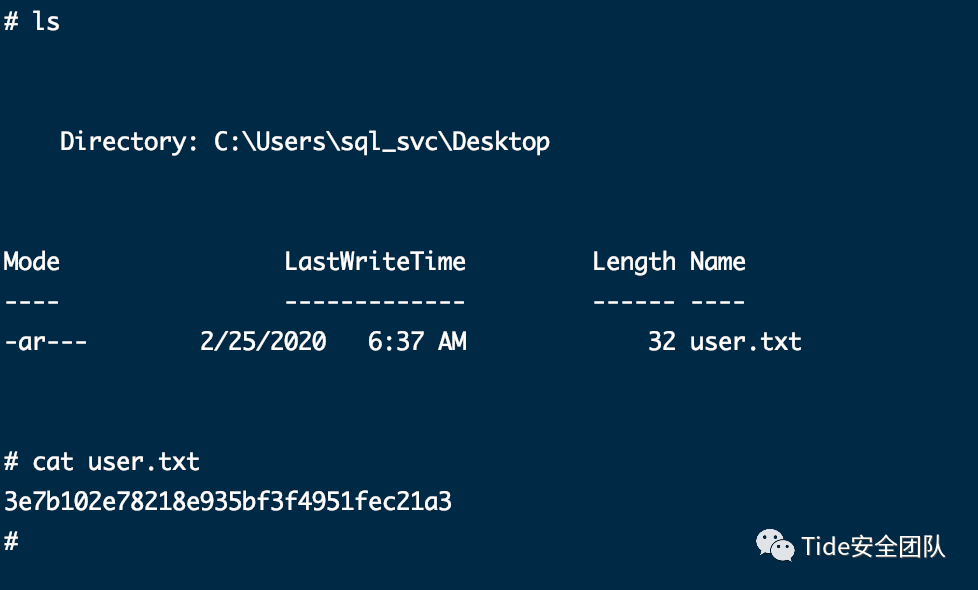 # ls
Directory: C:\Users\sql_svc\Desktop
Mode                LastWriteTime         Length Name
----                -------------         ------ ----
-ar---        2/25/2020   6:37 AM             32 user.txt
# cat user.txt
3e7b102e78218e935bf3f4951fec21a3
#
Tide安全团队